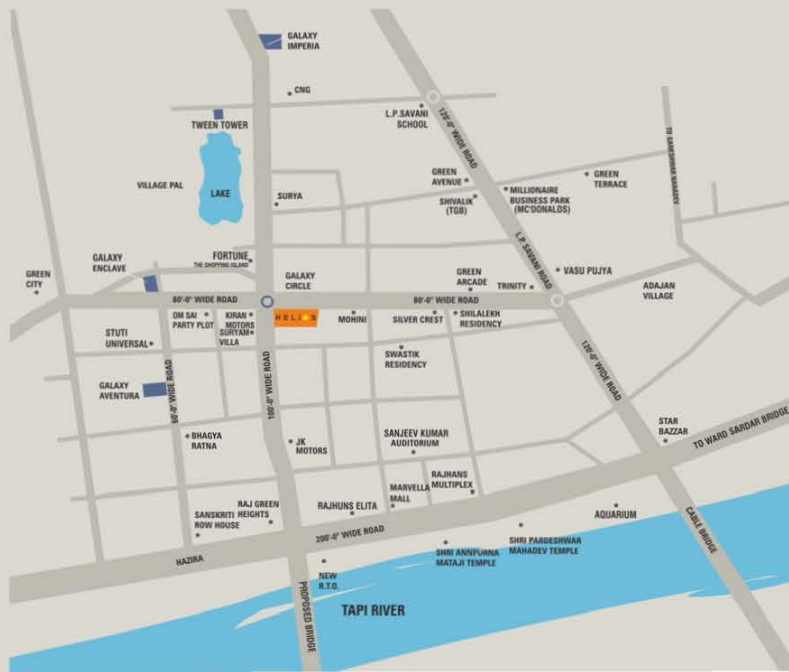 GALAXY
IMPERIA
CNG
L.P.SAVANI
SCHOOL
120'-0" WIDE ROAD
TWEEN TOWER
VILLAGE PAL
LAKE
SURYA
GREEN
AVENUE
SHIVALIK
(TGB)
MILLIONAIRE
BUSINESS PARK
(MC'DONALDS)
GREEN
TERRACE
L.P. SAVANI ROAD
FORTUNE
THE SHOPPING ISLAND
GALAXY
ENCLAVE
GREEN
CITY
GALAXY
CIRCLE
GREEN
ARCADE
TRINITY
VASU PUJYA
ADAJAN
VILLAGE
80'-0" WIDE ROAD
80'-0" WIDE ROAD
OM SAI
PARTY PLOT
KIRAN
MOTORS
SURYAM
VILLA
HELIOS
MOHINI
SILVER CREST
SHILALEKH
RESIDENCY
STUTI
UNIVERSAL
SWASTIK
RESIDENCY
120'-0" WIDE ROAD
GALAXY
AVENTURA
60'-0" WIDE ROAD
100'-0" WIDE ROAD
BHAGYA
RATNA
JK
MOTORS
SANJEEV KUMAR
AUDITORIUM
STAR
BAZZAR
TO WARD SARDAR BRIDGE
RAJHANS
MULTIPLEX
MARVELLA
MALL
RAJHUNS ELITA
RAJ GREEN
HEIGHTS
SANSKRITI
ROW HOUSE
AQUARIUM
CABLE BRIDGE
200'-0" WIDE ROAD
HAZIRA
SHRI PARDESHWAR
MAHADEV TEMPLE
SHRI ANNPURNA
MATAJI TEMPLE
NEW
R.T.O.
PROPOSED BRIDGE
TAPI RIVER